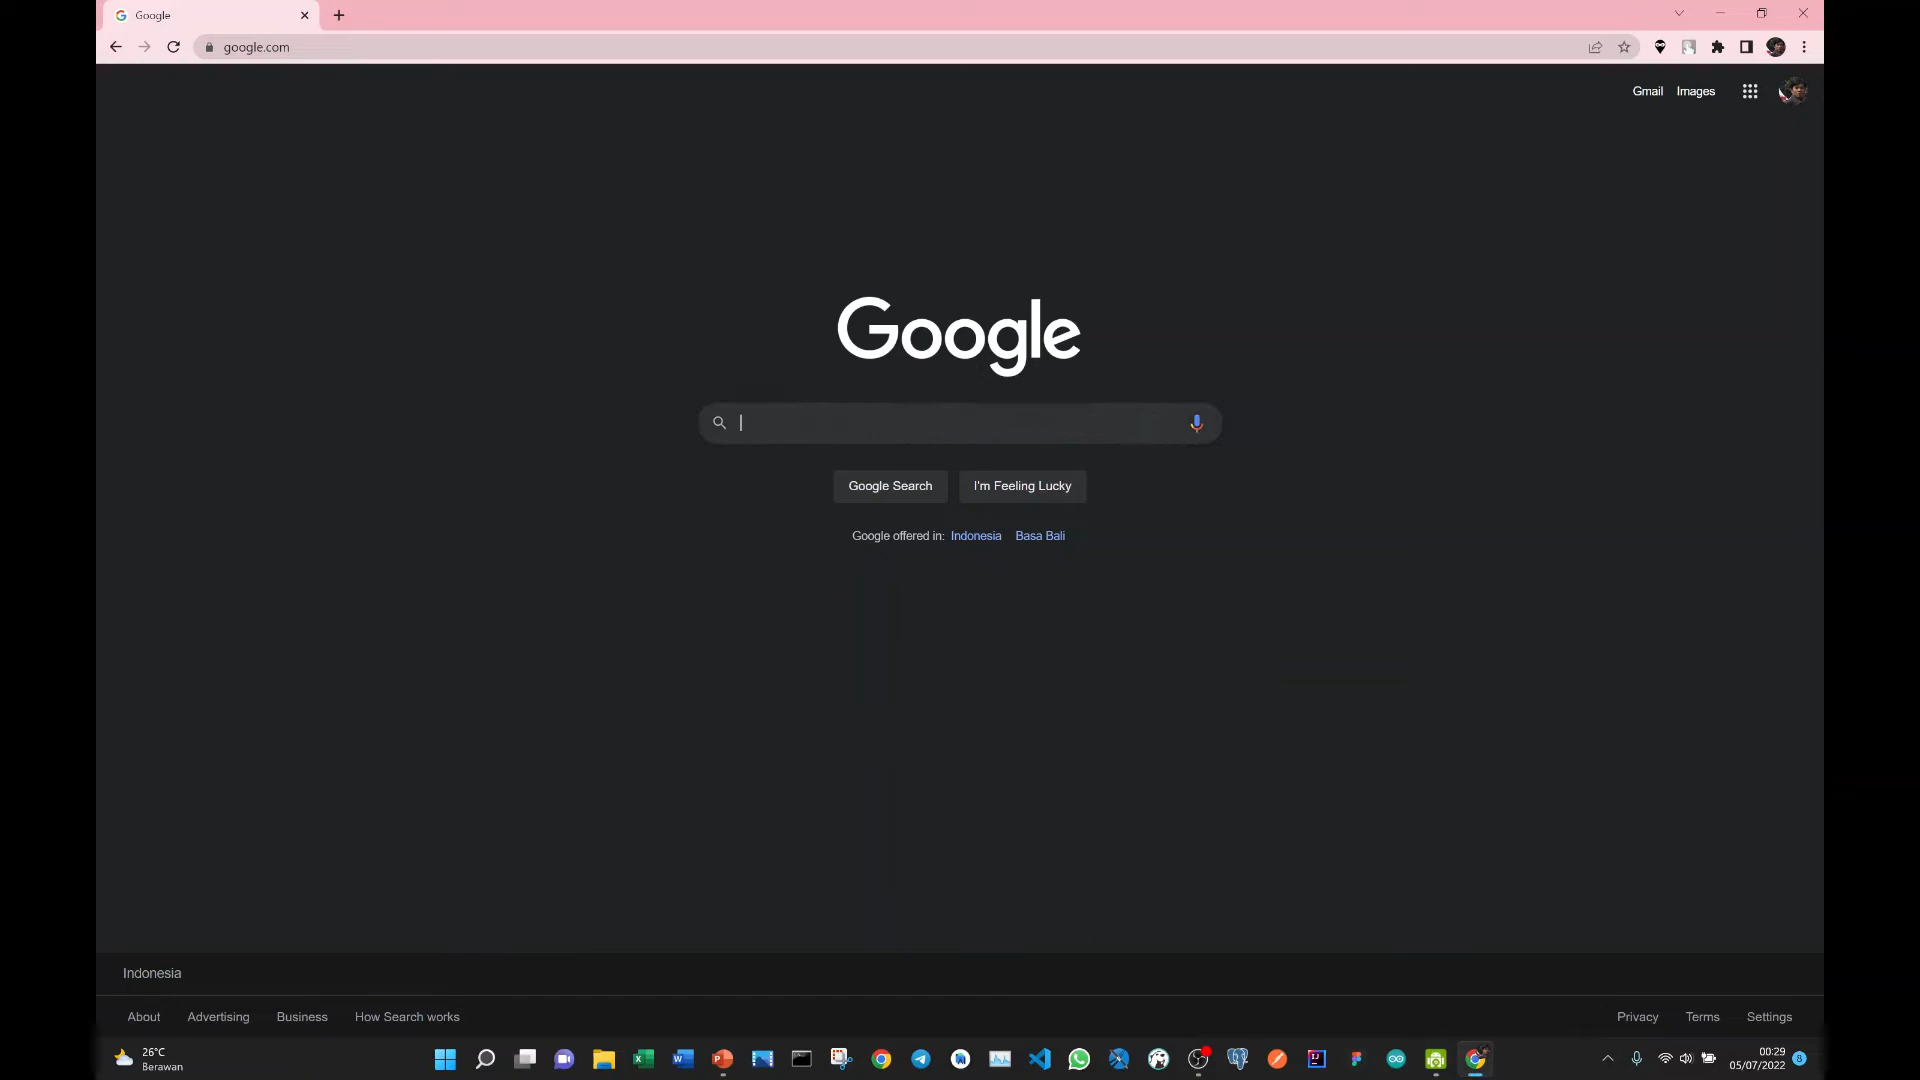 Google
google.com
Gmail Images
Google
Google Search I'm Feeling Lucky
Google offered in: Indonesia Basa Bali
Indonesia
About Advertising Business How Search works
Privacy Terms Settings
26°C
Berawan
00:29
05/07/2022
8